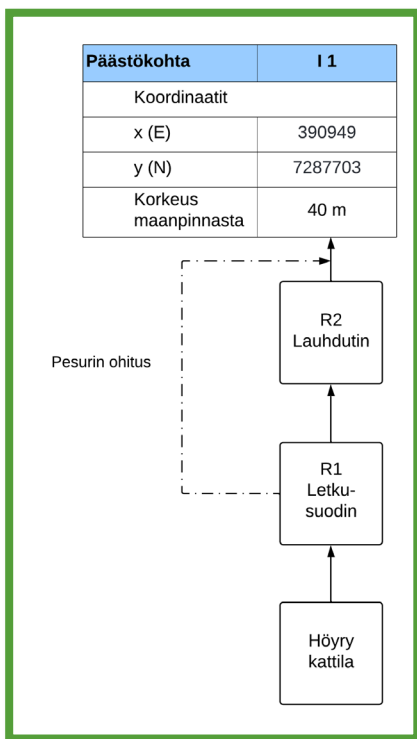 Päästökohta I 1
Koordinaatit
x (E) 390949
y (N) 7287703
Korkeus
maanpinnasta
40 m
R2
Lauhdutin
Pesurin ohitus
R1
Letku-
suodin
Höyry
kattila